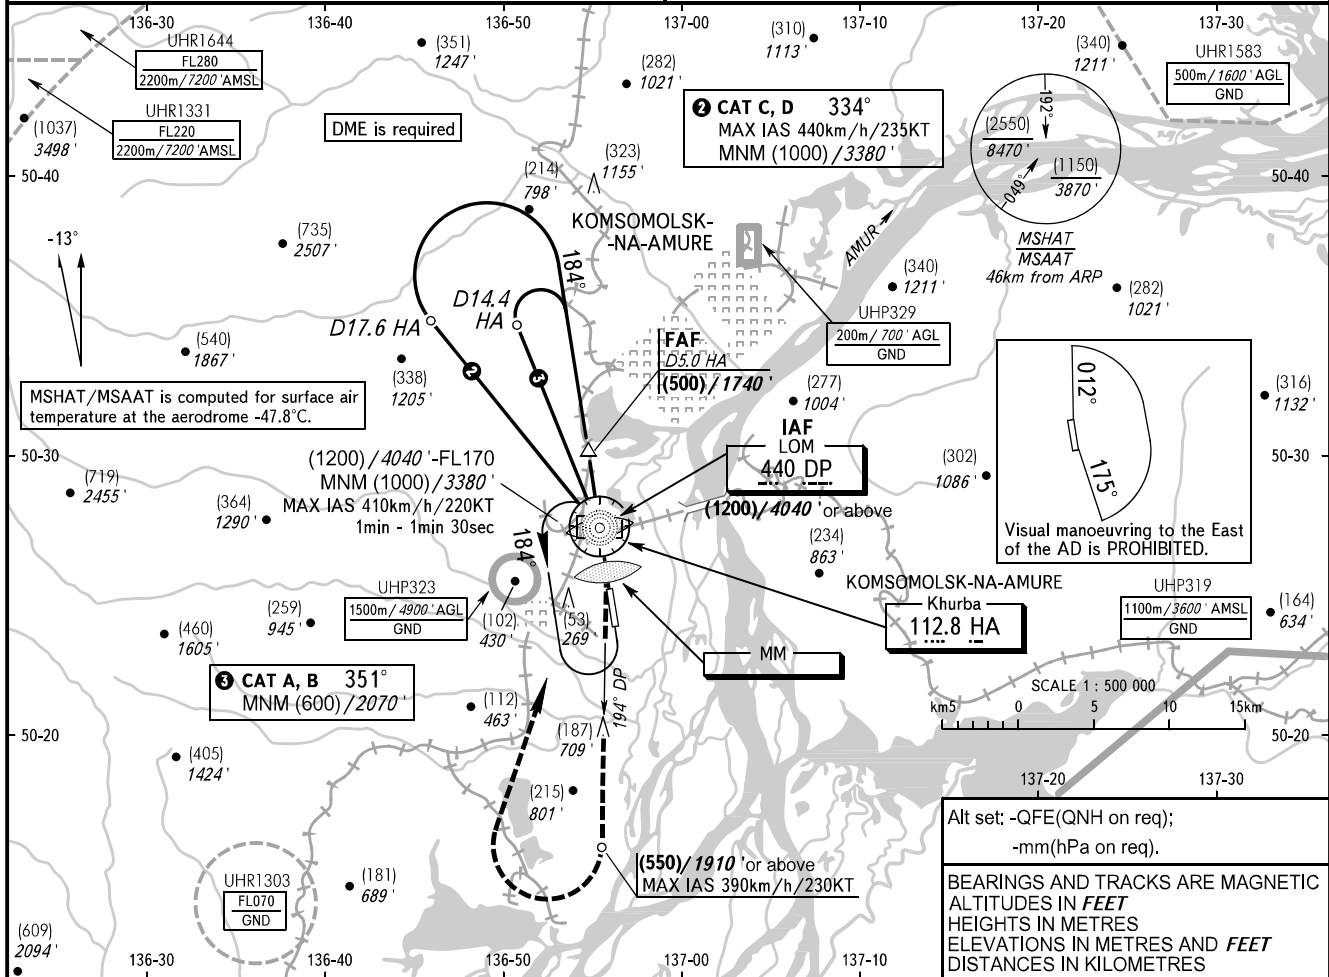 136-30
136-40
136-50
137-00
137-10
137-20
137-30
UHR1644
FL280
2200m/7200'AMSL
UHR1331
FL220
2200m/7200'AMSL
(351)
1247'
(282)
1021'
(310)
1113'
(340)
1211'
UHR1583
500m/1600'AGL
GND
(1037)
3498'
DME is required
2 CAT C, D 334°
MAX IAS 440km/h/235KT
MNM (1000)/3380'
192°
(2550)
8470'
(1150)
3870'
049°
MSHAT
MSAAT
46km from ARP
50-40
50-40
(214)
798'
(323)
1155'
KOMSOMOLSK-
-NA-AMURE
AMUR
-13°
(735)
2507'
184°
D14.4
HA
D17.6 HA
(340)
1211'
(282)
1021'
UHP329
200m/700'AGL
GND
(540)
1867'
FAF
D5.0 HA
(500)/1740'
MSHAT/MSAAT is computed for surface air
temperature at the aerodrome -47.8°C.
(338)
1205'
3
(277)
1004'
012°
175°
Visual manoeuvring to the East
of the AD is PROHIBITED.
(316)
1132'
IAF
LOM
440 DP
(1200)/4040' or above
50-30
50-30
(1200)/4040'-FL170
MNM (1000)/3380'
MAX IAS 410km/h/220KT
1min - 1min 30sec
(719)
2455'
(364)
1290'
(302)
1086'
184°
(234)
863'
KOMSOMOLSK-NA-AMURE
Khurba
112.8 HA
UHP323
1500m/4900'AGL
GND
UHP319
1100m/3600'AMSL
GND
(259)
945'
(460)
1605'
(102)
430'
(53)
269'
(164)
634'
MM
3 CAT A, B 351°
MNM (600)/2070'
194° DP
SCALE 1 : 500 000
km5 0 5 10 15km
(112)
463'
(187)
709'
50-20
50-20
(405)
1424'
(215)
801'
137-20
137-30
(550)/1910' or above
MAX IAS 390km/h/230KT
UHR1303
FL070
GND
(181)
689'
(609)
2094'
136-30
136-40
136-50
137-00
137-10
Alt set: -QFE(QNH on req);
-mm(hPa on req).
BEARINGS AND TRACKS ARE MAGNETIC
ALTITUDES IN FEET
HEIGHTS IN METRES
ELEVATIONS IN METRES AND FEET
DISTANCES IN KILOMETRES